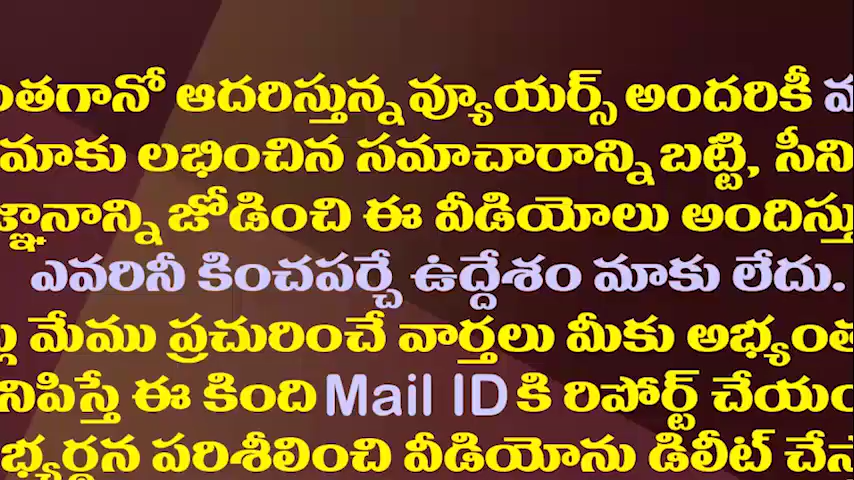 ంతగానో ఆదరిస్తున్న వ్యూయర్స్ అందరికీ
మాకు లభించిన సమాచారాన్ని బట్టి, సీని
జ్ఞానాన్ని జోడించి ఈ వీడియోలు అందిస్తు
ఎవరినీ కించపర్చే ఉద్దేశం మాకు లేదు.
మేము ప్రచురించే వార్తలు మీకు అభ్యంత
నిపిస్తే ఈ కింది Mail ID కి రిపోర్ట్ చేయం
భ్యర్థన పరిశీలించి వీడియోను డిలీట్ చేస